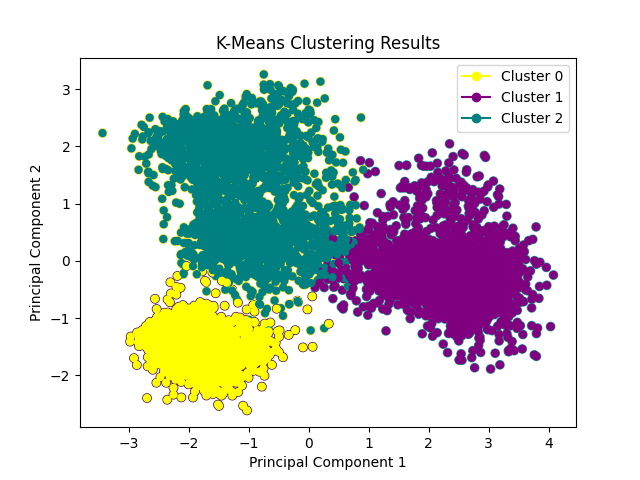 K-Means Clustering Results
Cluster 0
Cluster 1
Cluster 2
Principal Component 2
3
2
1
0
−1
−2
−3 −2 −1 0 1 2 3 4
Principal Component 1